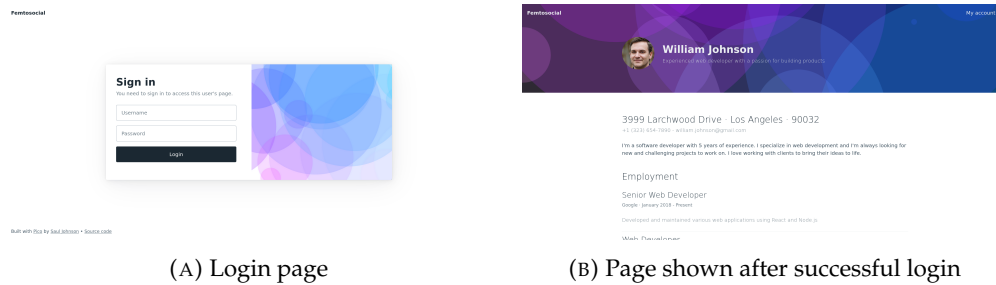 Femtosocial
Sign in
You need to sign in to access this user's page.
Username
Password
Login
Built with Pico by Saul Johnson • Source code
(A) Login page
Femtosocial
My account
William Johnson
Experienced web developer with a passion for building products.
3999 Larchwood Drive · Los Angeles · 90032
+1 (323) 654-7890 · william.johnson@gmail.com
I'm a software developer with 5 years of experience. I specialize in web development and I'm always looking for
new and challenging projects to work on. I love working with clients to bring their ideas to life.
Employment
Senior Web Developer
Google · January 2018 - Present
Developed and maintained various web applications using React and Node.js.
Web Developer
(B) Page shown after successful login